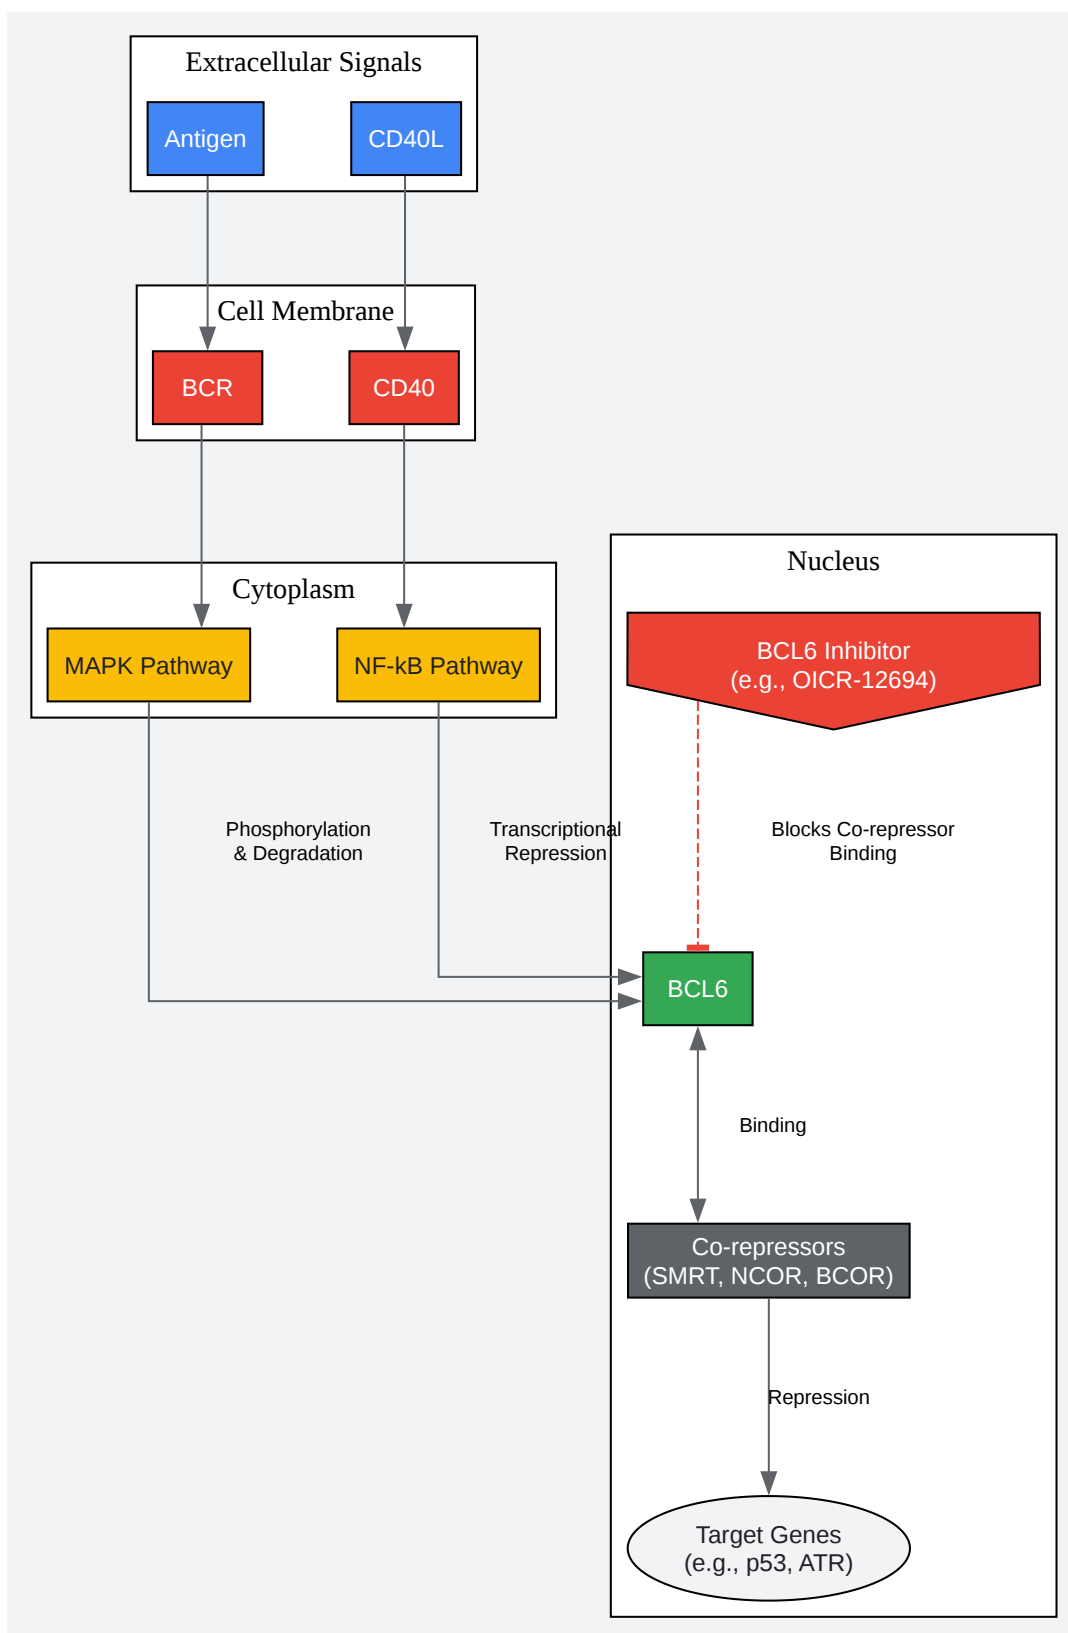 Extracellular Signals
Antigen
CD40L
Cell Membrane
BCR
CD40
Cytoplasm
MAPK Pathway
NF-kB Pathway
Nucleus
BCL6 Inhibitor
(e.g., OICR-12694)
Phosphorylation
& Degradation
Transcriptional
Repression
Blocks Co-repressor
Binding
BCL6
Binding
Co-repressors
(SMRT, NCOR, BCOR)
Repression
Target Genes
(e.g., p53, ATR)